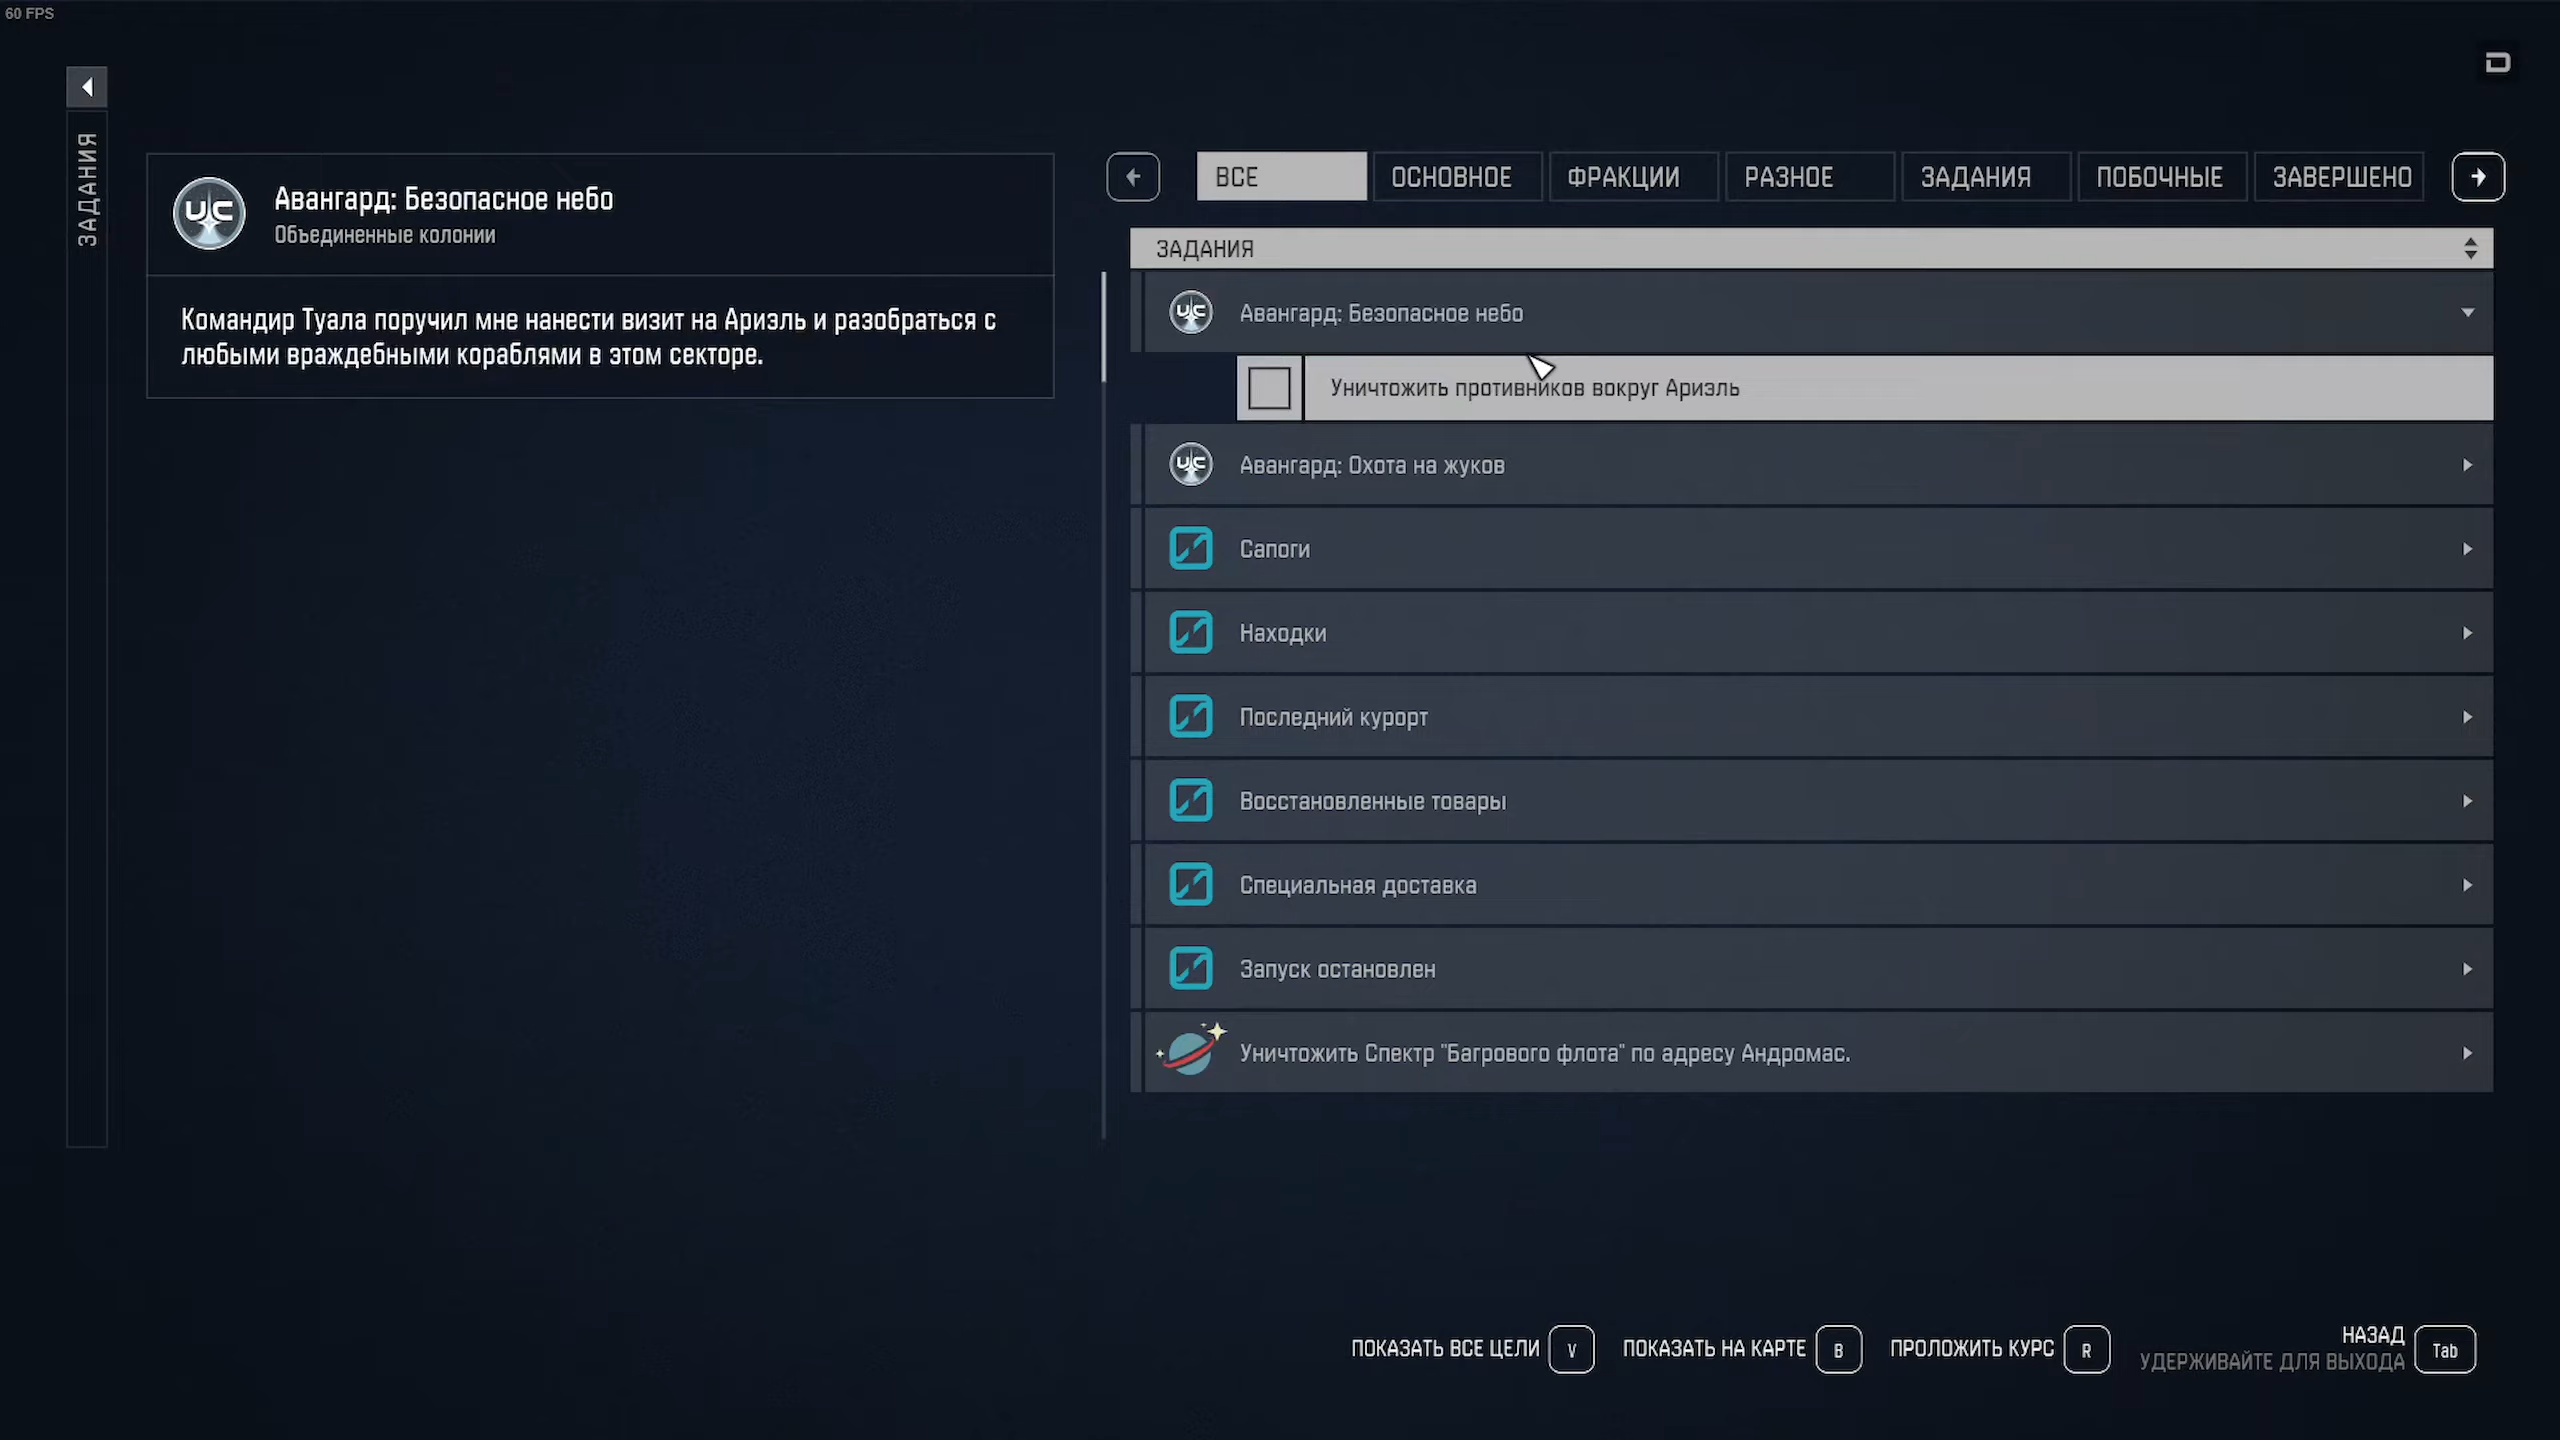 60 FPS
ЗАДАНИЯ
UC
Авангард: Безопасное небо
Объединенные колонии
Командир Туала поручил мне нанести визит на Ариэль и разобраться с
любыми враждебными кораблями в этом секторе.
ВСЕ
ОСНОВНОЕ
ФРАКЦИИ
РАЗНОЕ
ЗАДАНИЯ
ПОБОЧНЫЕ
ЗАВЕРШЕНО
ЗАДАНИЯ
UC
Авангард: Безопасное небо
Уничтожить противников вокруг Ариэль
UC
Авангард: Охота на жуков
Сапоги
Находки
Последний курорт
Восстановленные товары
Специальная доставка
Запуск остановлен
Уничтожить Спектр "Багрового флота" по адресу Андромас.
ПОКАЗАТЬ ВСЕ ЦЕЛИ V
ПОКАЗАТЬ НА КАРТЕ B
ПРОЛОЖИТЬ КУРС R
НАЗАД
УДЕРЖИВАЙТЕ ДЛЯ ВЫХОДА
Tab